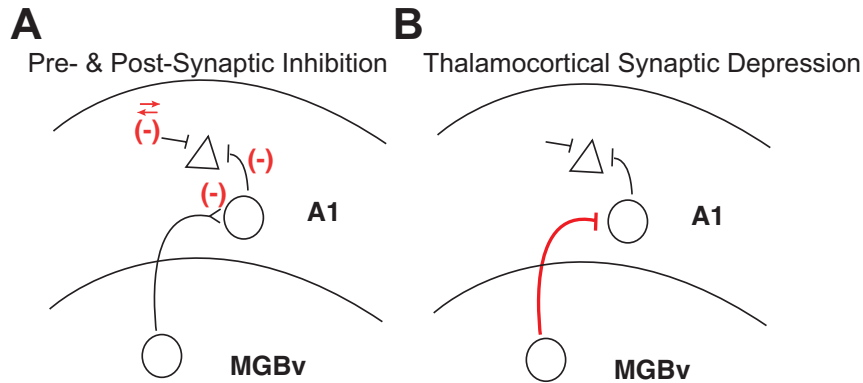 A
Pre- & Post-Synaptic Inhibition
(-)
(-)
(-)
A1
MGBv
B
Thalamocortical Synaptic Depression
A1
MGBv